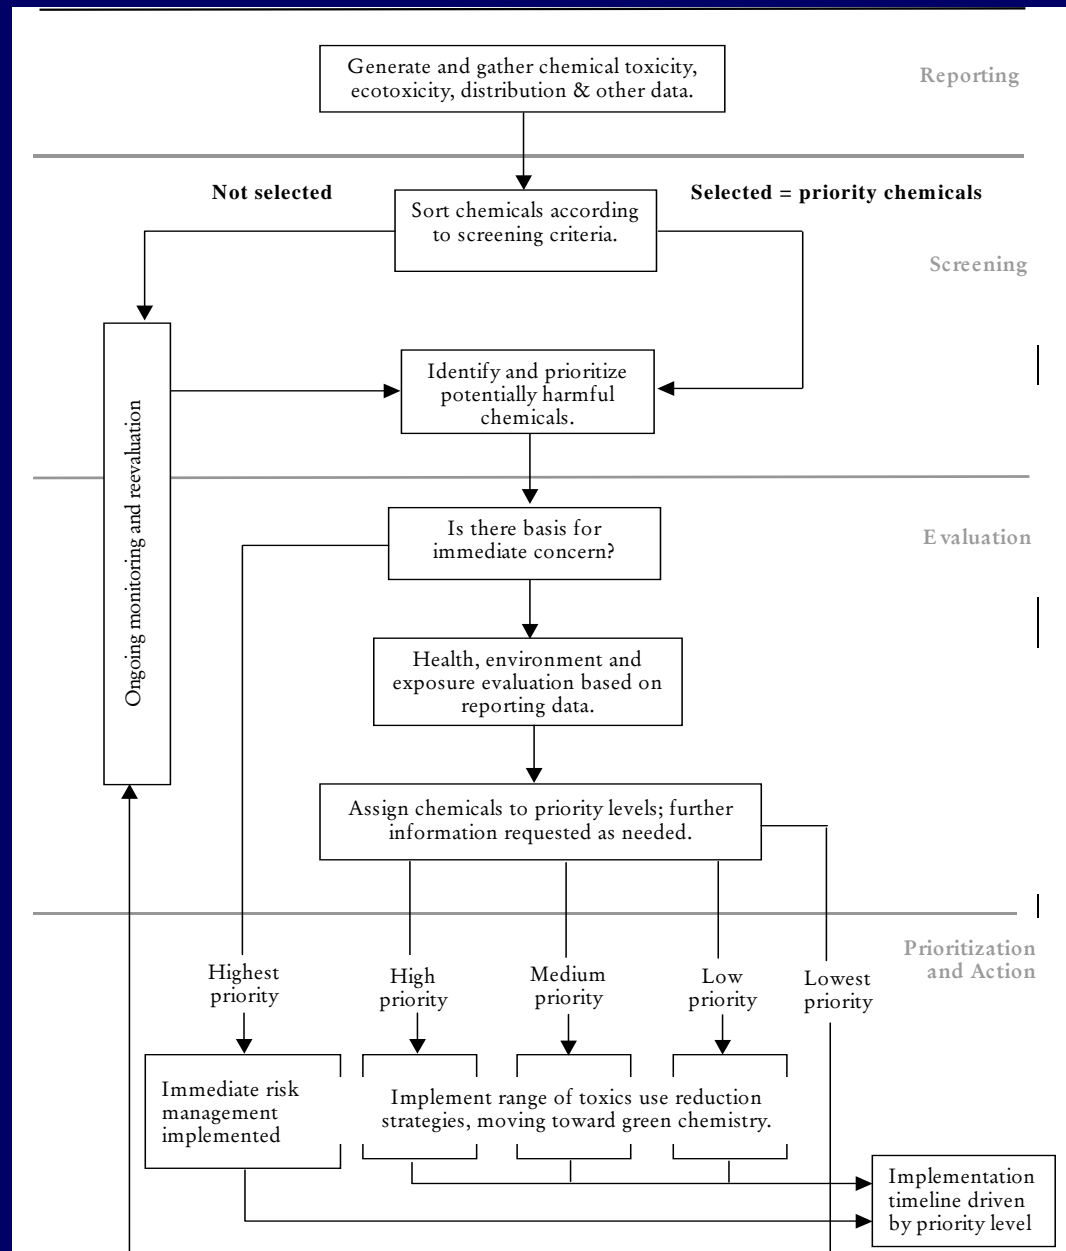 Generate and gather chemical toxicity,
ecotoxicity, distribution & other data.
Reporting
Not selected
Selected = priority chemicals
Sort chemicals according
to screening criteria.
Screening
Identify and prioritize
potentially harmful
chemicals.
Ongoing monitoring and reevaluation
Is there basis for
immediate concern?
Evaluation
Health, environment and
exposure evaluation based on
reporting data.
Assign chemicals to priority levels; further
information requested as needed.
Prioritization
and Action
Highest
priority
High
priority
Medium
priority
Low
priority
Lowest
priority
Immediate risk
management
implemented
Implement range of toxics use reduction
strategies, moving toward green chemistry.
Implementation
timeline driven
by priority level